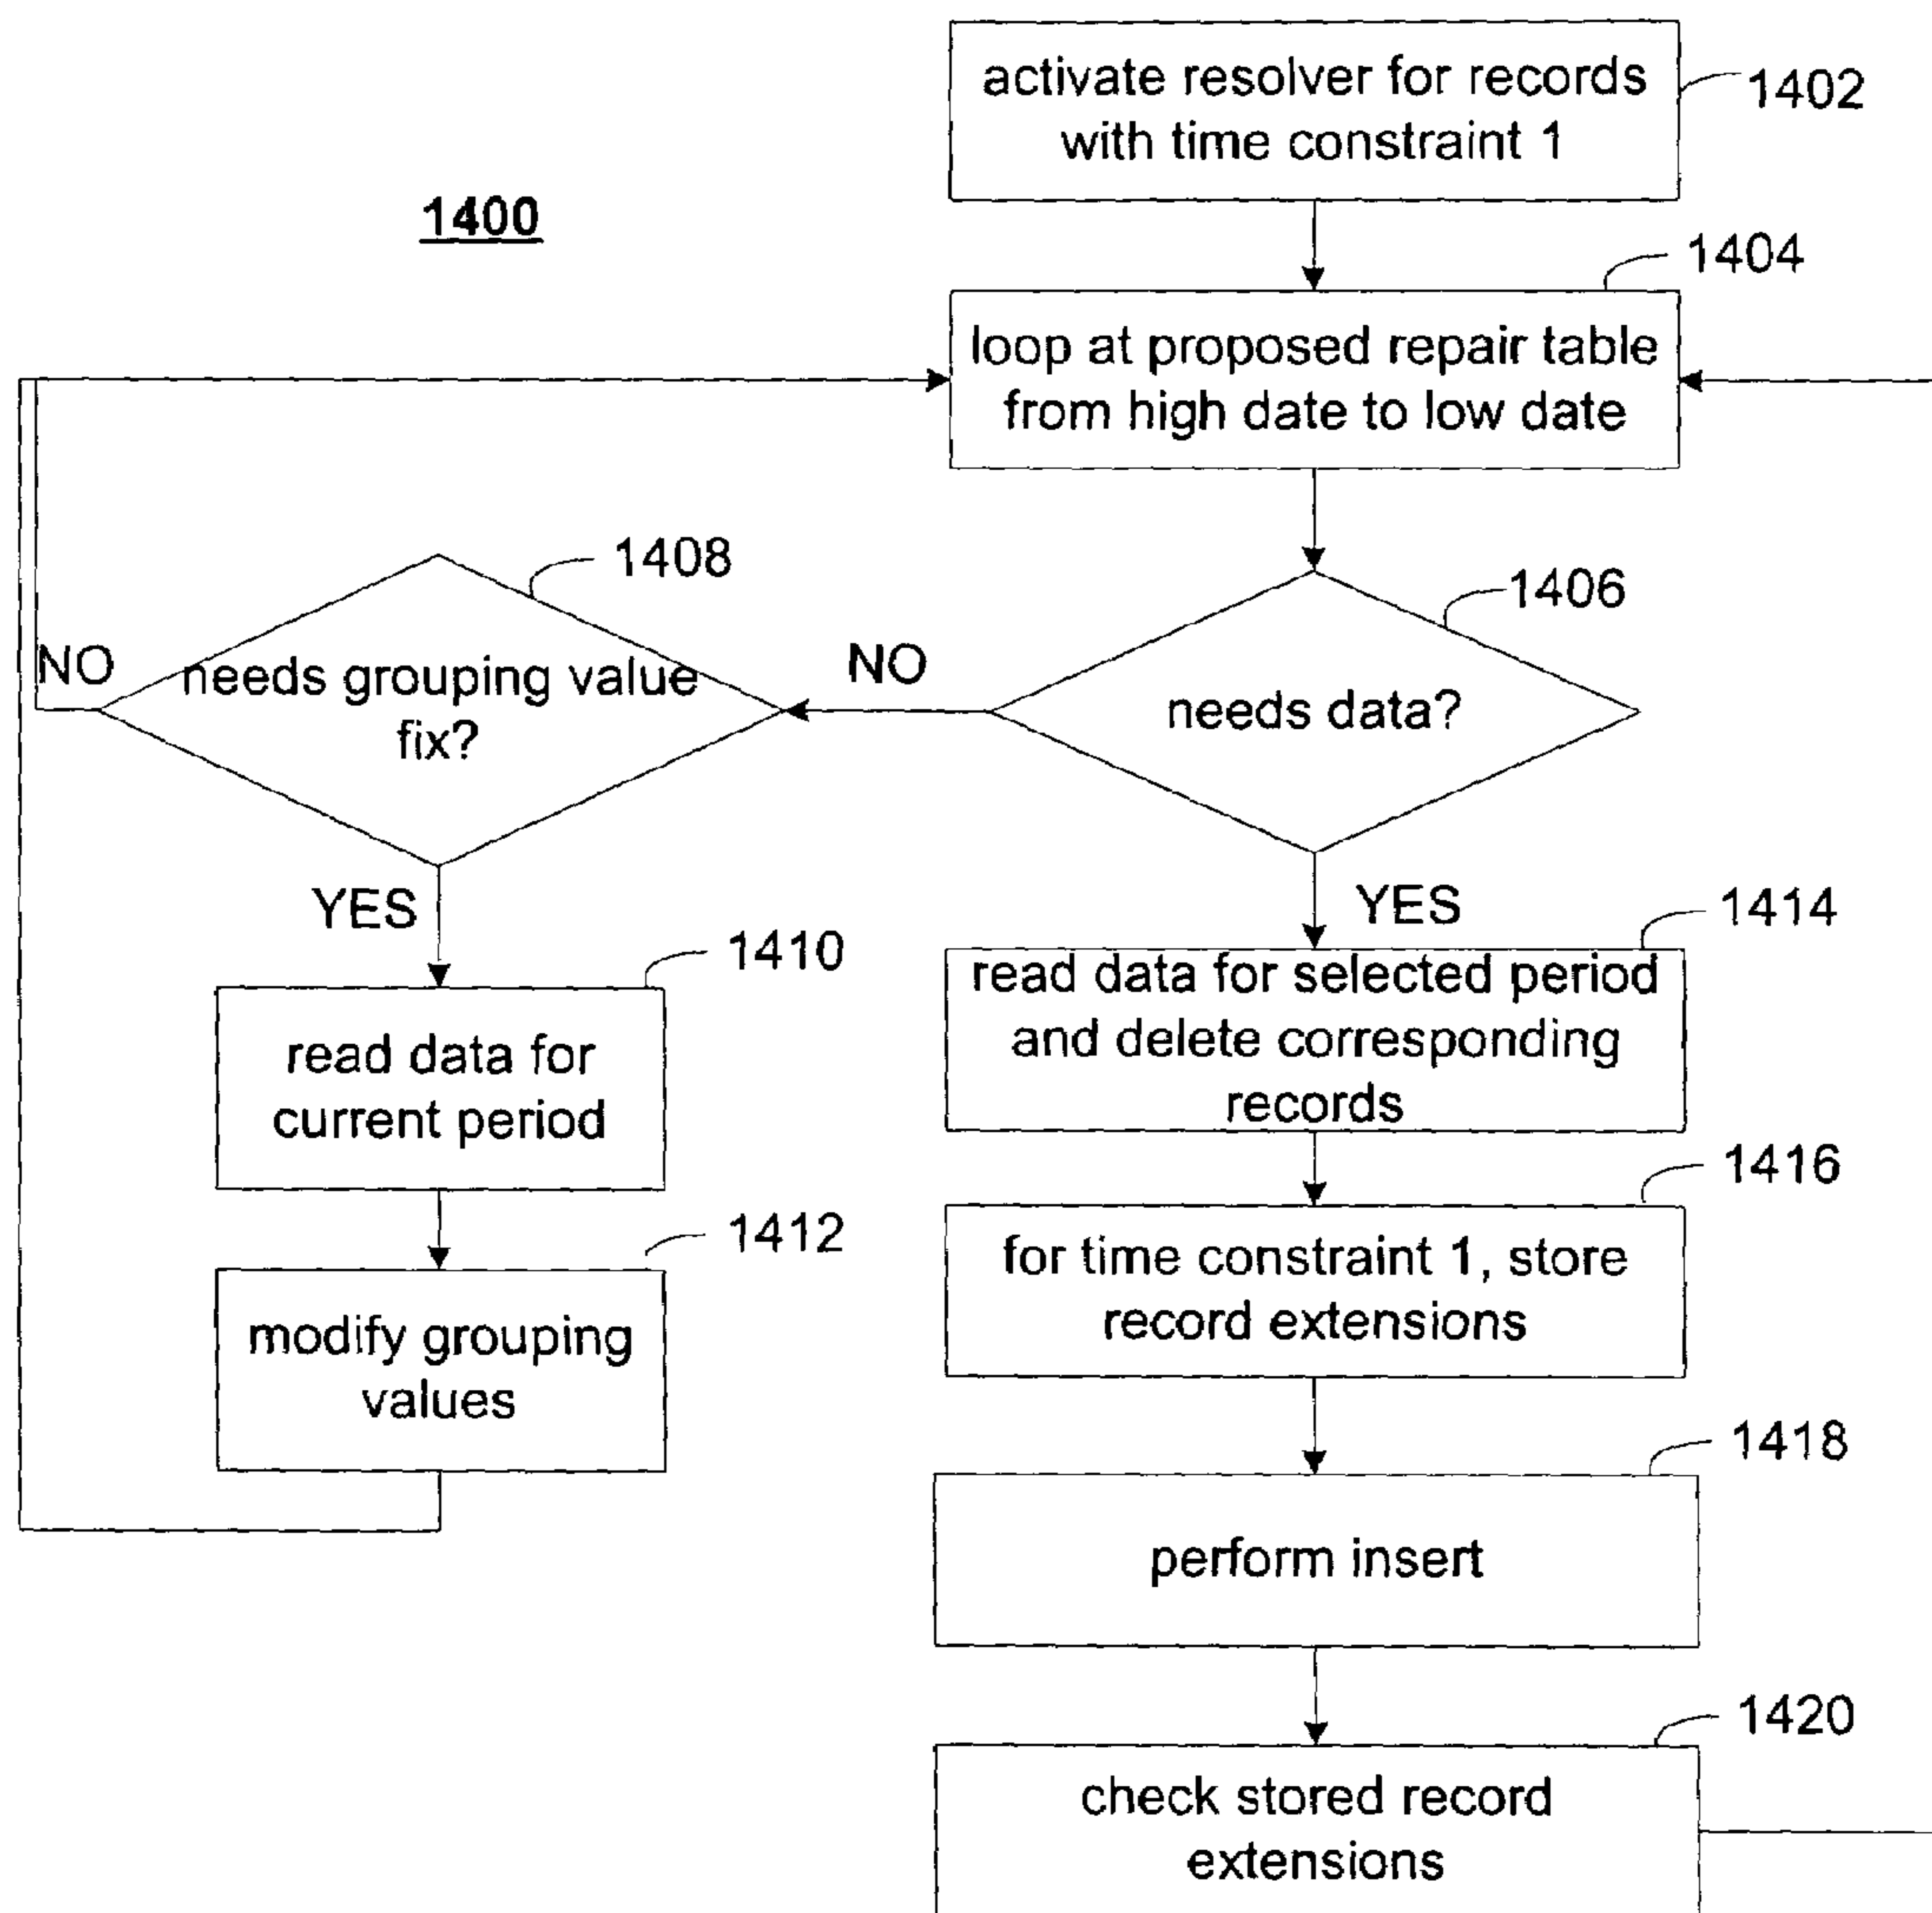 activate resolver for records
with time constraint 1
1402
1400
1404
loop at proposed repair table
from high date to low date
1408
1406
NO
needs grouping value
fix?
NO
needs data?
YES
YES
1414
1410
read data for selected period
and delete corresponding
records
read data for
current period
1416
1412
for time constraint 1, store
record extensions
modify grouping
values
1418
perform insert
1420
check stored record
extensions